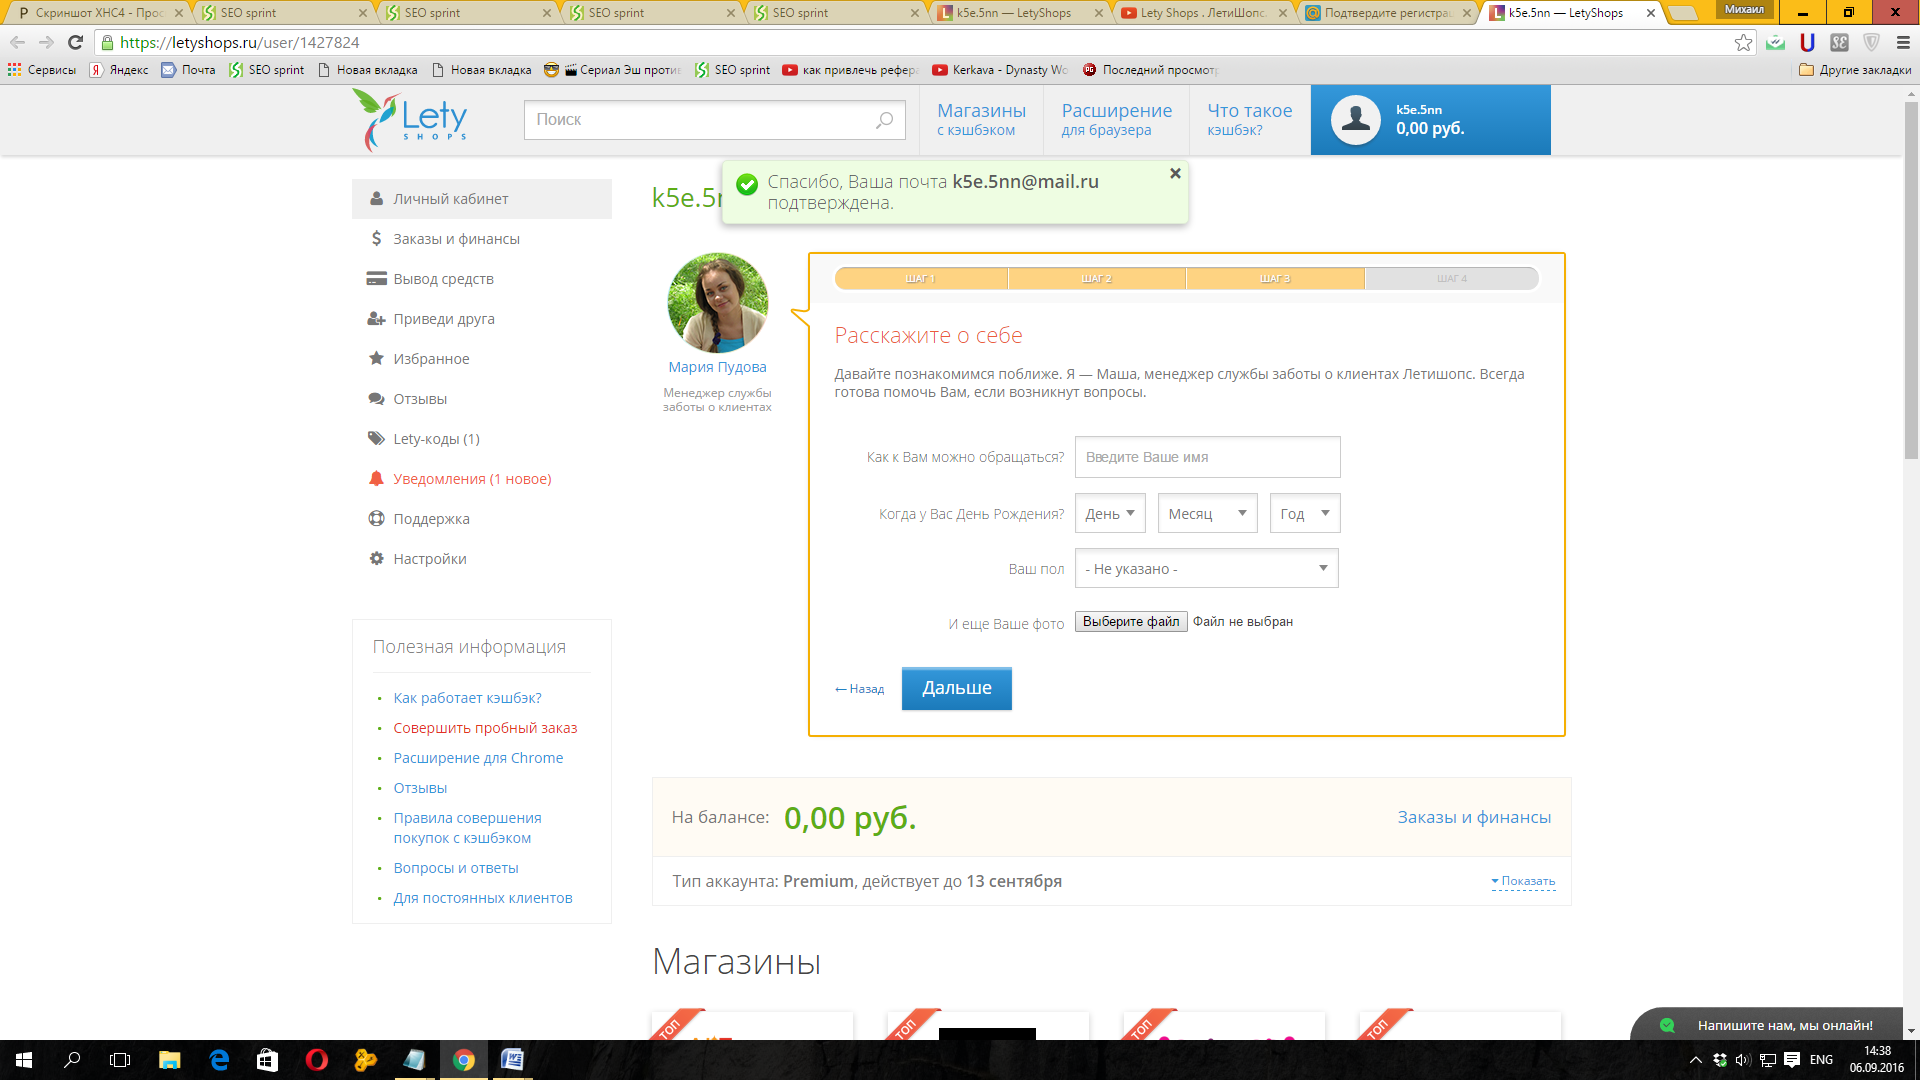 Скриншот ХНС4 - Прос
SEO sprint
SEO sprint
SEO sprint
SEO sprint
k5e.5nn — LetyShops
Lety Shops . ЛетиШопс.
Подтвердите регистрац
k5e.5nn — LetyShops
Михаил
https://letyshops.ru/user/1427824
Сервисы
Яндекс
Почта
SEO sprint
Новая вкладка
Новая вкладка
Сериал Эш проти
SEO sprint
как привлечь рефера
Kerkava - Dynasty Wo
Последний просмотр
Другие закладки
Lety
SHOPS
Поиск
Магазины
с кэшбэком
Расширение
для браузера
Что такое
кэшбэк?
k5e.5nn
0,00 руб.
Спасибо, Ваша почта k5e.5nn@mail.ru
подтверждена.
k5e.5n
Личный кабинет
Заказы и финансы
Вывод средств
Приведи друга
Избранное
Отзывы
Lety-коды (1)
Уведомления (1 новое)
Поддержка
Настройки
Мария Пудова
Менеджер службы
заботы о клиентах
ШАГ 1
ШАГ 2
ШАГ 3
ШАГ 4
Расскажите о себе
Давайте познакомимся поближе. Я — Маша, менеджер службы заботы о клиентах Летишопс. Всегда
готова помочь Вам, если возникнут вопросы.
Как к Вам можно обращаться?
Введите Ваше имя
Когда у Вас День Рождения?
День
Месяц
Год
Ваш пол
- Не указано -
И еще Ваше фото
Выберите файл
Файл не выбран
← Назад
Дальше
Полезная информация
Как работает кэшбэк?
Совершить пробный заказ
Расширение для Chrome
Отзывы
Правила совершения
покупок с кэшбэком
Вопросы и ответы
Для постоянных клиентов
На балансе: 0,00 руб.
Заказы и финансы
Тип аккаунта: Premium, действует до 13 сентября
Показать
Магазины
ТОП
ТОП
ТОП
ТОП
Напишите нам, мы онлайн!
ENG
14:38
06.09.2016